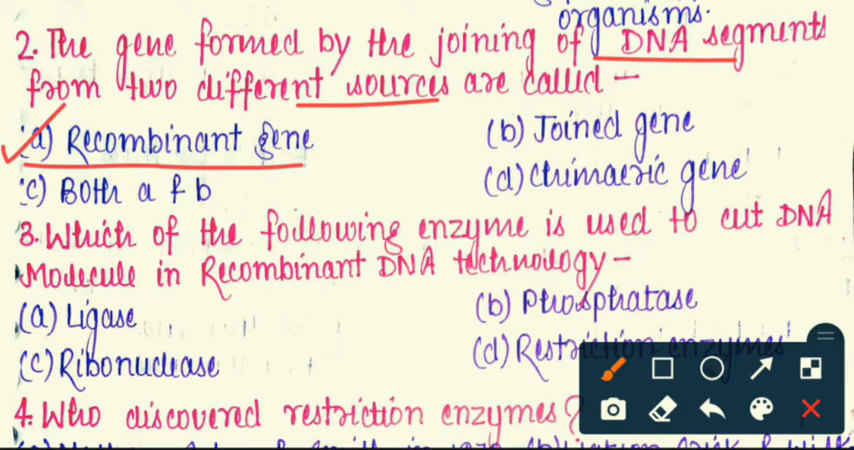 organisms.
2. The gene formed by the joining of DNA segments
from two different sources are called –
(a) Recombinant gene
(b) Joined gene
(c) Both a & b
(d) Chimaeric gene
3. Which of the following enzyme is used to cut DNA
Molecule in Recombinant DNA technology –
(a) Ligase
(b) Phosphatase
(c) Ribonuclease
(d) Restriction enzymes
4. Who discovered restriction enzymes?